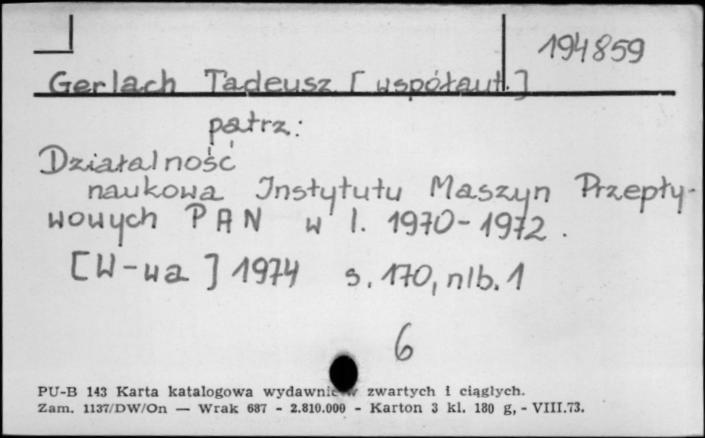 194859
Gerlach Tadeusz [współaut.]
patrz:
Działalność
naukowa Instytutu Maszyn Przepły-
wowych PAN w l. 1970-1972.
[W-wa] 1974 s. 170, nlb. 1
6
PU-B 143 Karta katalogowa wydawnictw zwartych i ciągłych.
Zam. 1137/DW/On — Wrak 687 - 2.810.000 - Karton 3 kl. 180 g, - VIII.73.